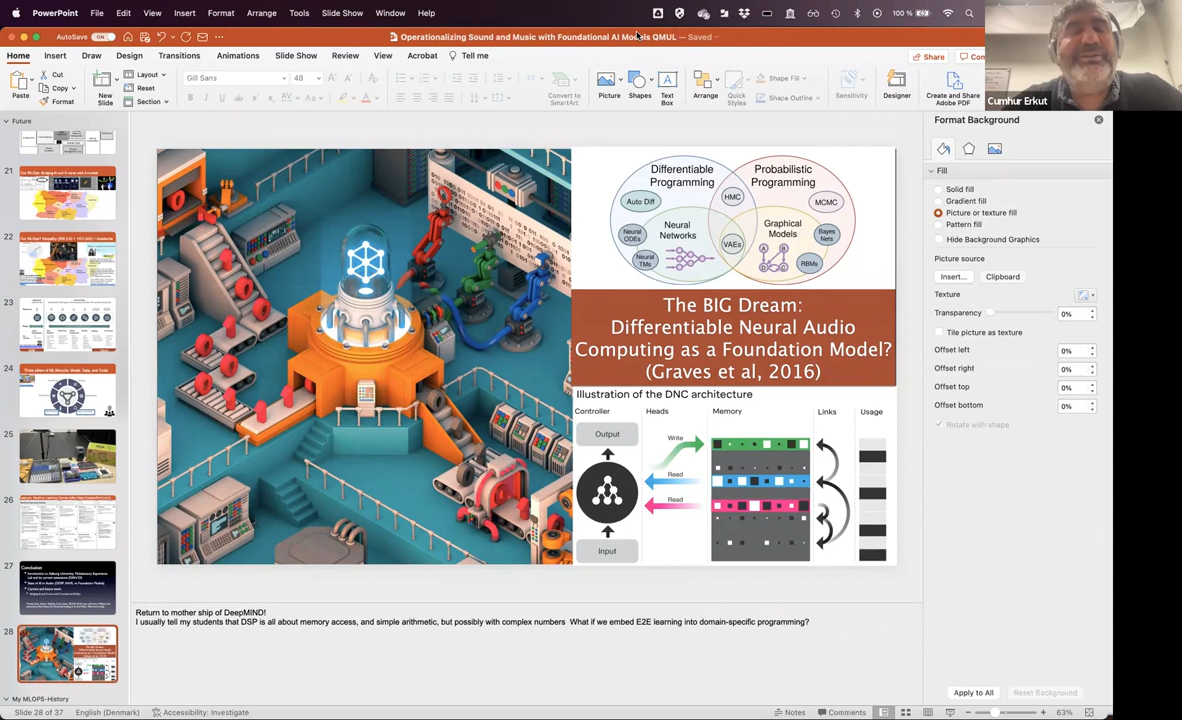 PowerPoint File Edit View Insert Format Arrange Tools Slide Show Window Help
100 %
AutoSave ON
Operationalizing Sound and Music with Foundational AI Models QMUL — Saved
Home Insert Draw Design Transitions Animations Slide Show Review View Acrobat Tell me
Share
Paste
Cut
Copy
Format
New Slide
Layout
Reset
Section
Gill Sans
48
Convert to SmartArt
Picture
Shapes
Text Box
Arrange
Quick Styles
Shape Fill
Shape Outline
Sensitivity
Designer
Create and Share Adobe PDF
Cumhur Erkut
Future
21
22
23
24
25
26
27
Conclusion
28
My MLOPS-History
Differentiable Programming
Probabilistic Programming
Auto Diff
HMC
MCMC
Neural Networks
Graphical Models
Neural ODEs
VAEs
Bayes Nets
Neural TMs
RBMs
The BIG Dream:
Differentiable Neural Audio
Computing as a Foundation Model?
(Graves et al, 2016)
Illustration of the DNC architecture
Controller Heads Memory Links Usage
Output
Write
Read
Read
Input
Return to mother ship of DeepMIND!
I usually tell my students that DSP is all about memory access, and simple arithmetic, but possibly with complex numbers What if we embed E2E learning into domain-specific programming?
Format Background
Fill
Solid fill
Gradient fill
Picture or texture fill
Pattern fill
Hide Background Graphics
Picture source
Insert...
Clipboard
Texture
Transparency 0%
Tile picture as texture
Offset left 0%
Offset right 0%
Offset top 0%
Offset bottom 0%
Rotate with shape
Apply to All
Reset Background
Slide 28 of 37 English (Denmark) Accessibility: Investigate
Notes Comments
63%